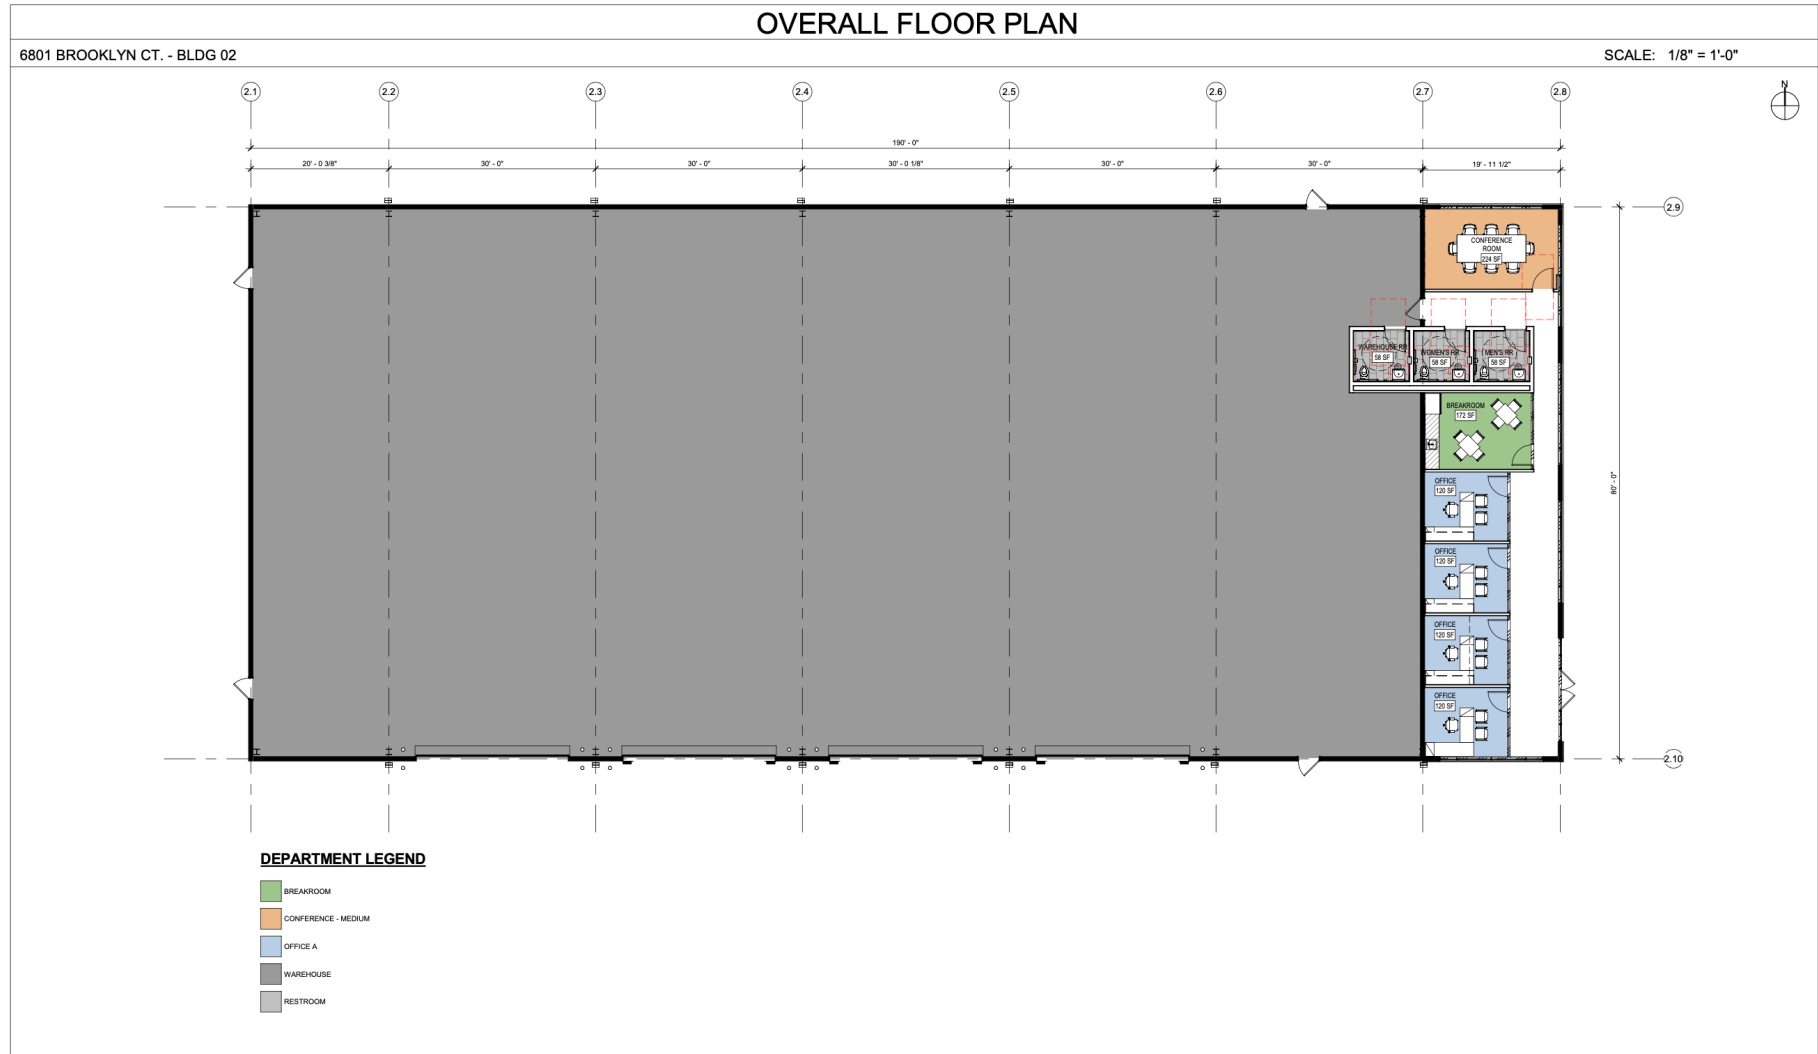 OVERALL FLOOR PLAN
6801 BROOKLYN CT. - BLDG 02
SCALE: 1/8" = 1'-0"
N
2.1
2.2
2.3
2.4
2.5
2.6
2.7
2.8
190' - 0"
20' - 0 3/8"
30' - 0"
30' - 0"
30' - 0 1/8"
30' - 0"
30' - 0"
19' - 11 1/2"
2.9
CONFERENCE
ROOM
224 SF
WAREHOUSE RR
58 SF
WOMEN'S RR
58 SF
MEN'S RR
58 SF
BREAKROOM
172 SF
80' - 0"
OFFICE
120 SF
OFFICE
120 SF
OFFICE
120 SF
OFFICE
120 SF
2.10
DEPARTMENT LEGEND
BREAKROOM
CONFERENCE - MEDIUM
OFFICE A
WAREHOUSE
RESTROOM